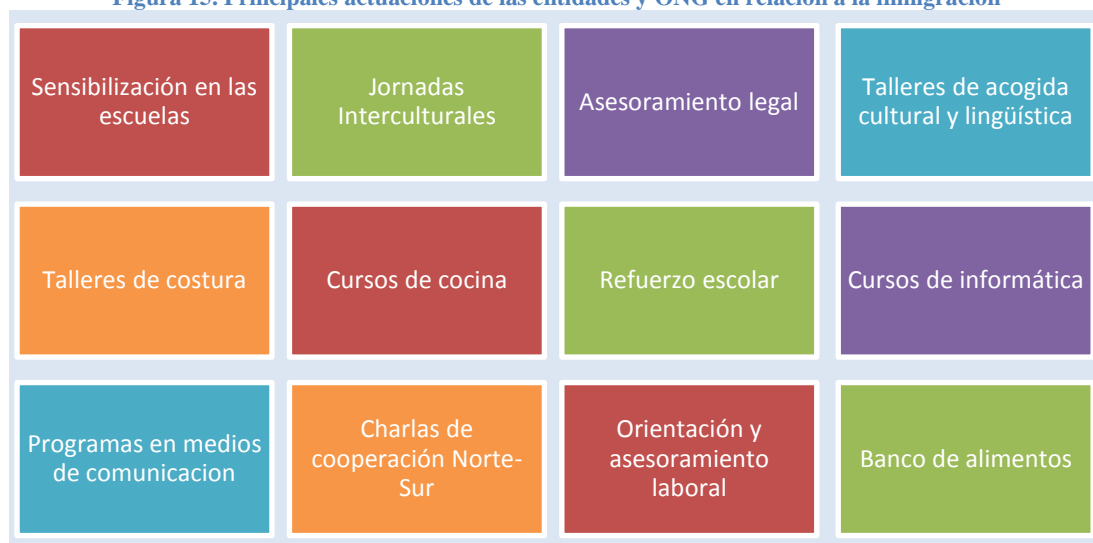 Figura 15. Principales actuaciones de las entidades y ONG en relación a la inmigración
Sensibilización en las
escuelas
Jornadas
Interculturales
Asesoramiento legal
Talleres de acogida
cultural y lingüística
Talleres de costura
Cursos de cocina
Refuerzo escolar
Cursos de informática
Programas en medios
de comunicacion
Charlas de
cooperación Norte-
Sur
Orientación y
asesoramiento
laboral
Banco de alimentos